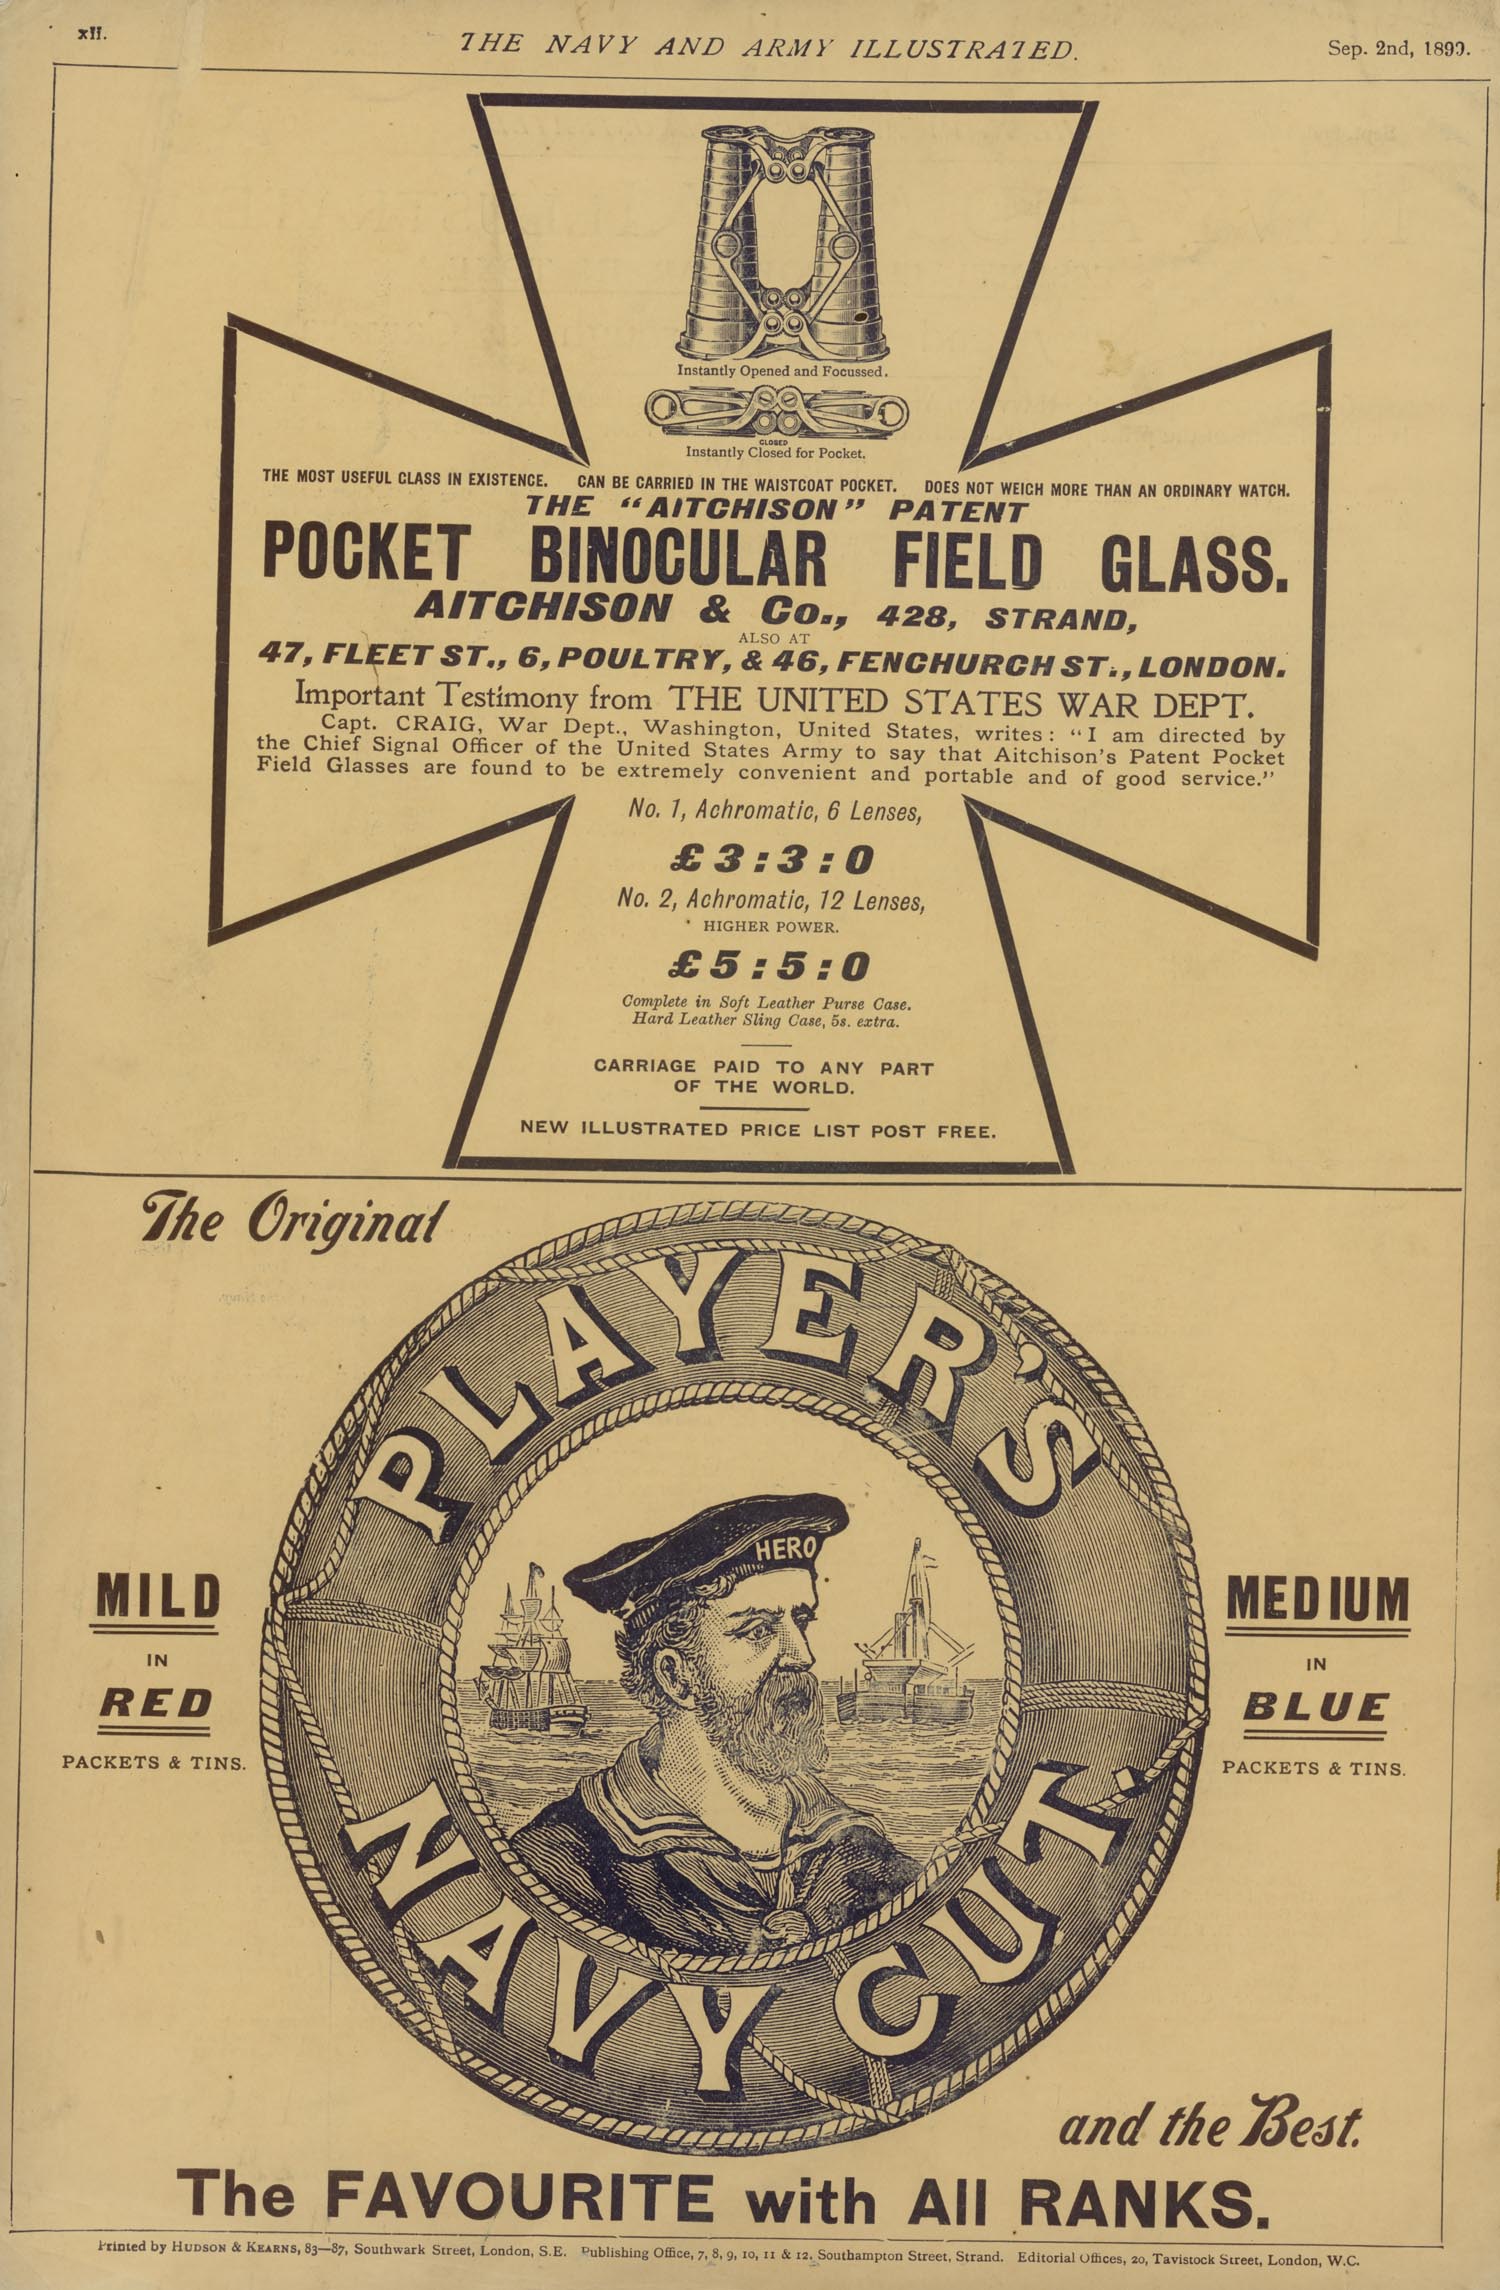 xii.
THE NAVY AND ARMY ILLUSTRATED.
Sep. 2nd, 1899.
Instantly Opened and Focussed.
CLOSED
Instantly Closed for Pocket.
THE MOST USEFUL GLASS IN EXISTENCE. CAN BE CARRIED IN THE WAISTCOAT POCKET. DOES NOT WEIGH MORE THAN AN ORDINARY WATCH.
THE "AITCHISON" PATENT
POCKET BINOCULAR FIELD GLASS.
AITCHISON & Co., 428, STRAND,
ALSO AT
47, FLEET ST., 6, POULTRY, & 46, FENCHURCH ST., LONDON.
Important Testimony from THE UNITED STATES WAR DEPT.
Capt. CRAIG, War Dept., Washington, United States, writes: "I am directed by
the Chief Signal Officer of the United States Army to say that Aitchison's Patent Pocket
Field Glasses are found to be extremely convenient and portable and of good service."
No. 1, Achromatic, 6 Lenses,
£3:3:0
No. 2, Achromatic, 12 Lenses,
HIGHER POWER.
£5:5:0
Complete in Soft Leather Purse Case.
Hard Leather Sling Case, 5s. extra.
CARRIAGE PAID TO ANY PART
OF THE WORLD.
NEW ILLUSTRATED PRICE LIST POST FREE.
The Original
PLAYER'S
HERO
MILD
IN
RED
PACKETS & TINS.
MEDIUM
IN
BLUE
PACKETS & TINS.
NAVY CUT.
and the Best.
The FAVOURITE with All RANKS.
Printed by HUDSON & KEARNS, 83—87, Southwark Street, London, S.E. Publishing Office, 7, 8, 9, 10, 11 & 12, Southampton Street, Strand. Editorial Offices, 20, Tavistock Street, London, W.C.